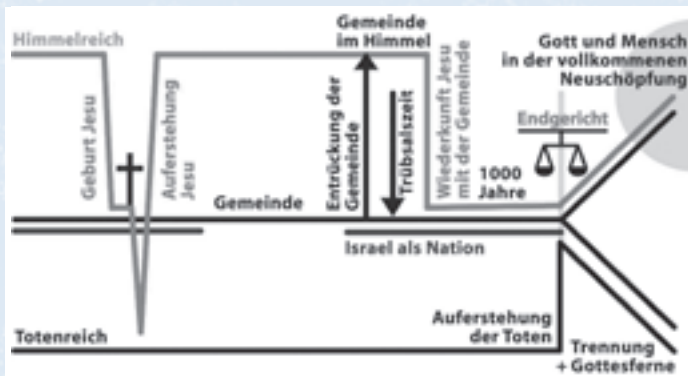 Himmelreich
Geburt Jesu
Auferstehung
Jesu
Gemeinde
Gemeinde
im Himmel
Entrückung der
Gemeinde
Trübsalszeit
Wiederkunft Jesu
mit der Gemeinde
1000
Jahre
Gott und Mensch
in der vollkommenen
Neuschöpfung
Endgericht
Israel als Nation
Totenreich
Auferstehung
der Toten
Trennung
+ Gottesferne